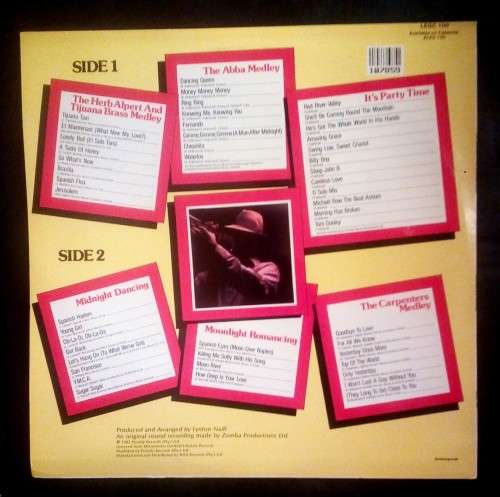 SIDE 1
The Herb Alpert And
Tijuana Brass Medley
Tijuana Taxi
El Abominado (What Now My Love?)
Lonely Bull (El Solo Toro)
A Taste Of Honey
So What's New
Brazilia
Spanish Flea
Jerusalem
The Abba Medley
Dancing Queen
Money Money Money
Ring Ring
Knowing Me, Knowing You
Fernando
Gimme,Gimme,Gimme(A Man After Midnight)
Chiquitita
Waterloo
It's Party Time
Red River Valley
She'll Be Coming Round The Mountain
He's Got The Whole World In His Hands
Amazing Grace
Swing Low, Sweet Chariot
Billy Boy
Sloop John B
Careless Love
O Sole Mio
Michael Row The Boat Ashore
Morning Has Broken
Tom Dooley
LEGZ 100
107059
SIDE 2
Midnight Dancing
Spanish Harlem
Young Girl
Ob-La-Di, Ob-La-Da
Get Back
Let's Hang On (To What We've Got)
San Francisco
Y.M.C.A.
Sugar Sugar
Moonlight Romancing
Spanish Eyes (Moon Over Naples)
Killing Me Softly With His Song
Moon River
How Deep Is Your Love
The Carpenters
Medley
Goodbye To Love
For All We Know
Yesterday Once More
Top Of The World
Only Yesterday
I Won't Last A Day Without You
(They Long To Be) Close To You
Produced and Arranged by Lyndon Naiff
An original sound recording made by Zomba Productions Ltd